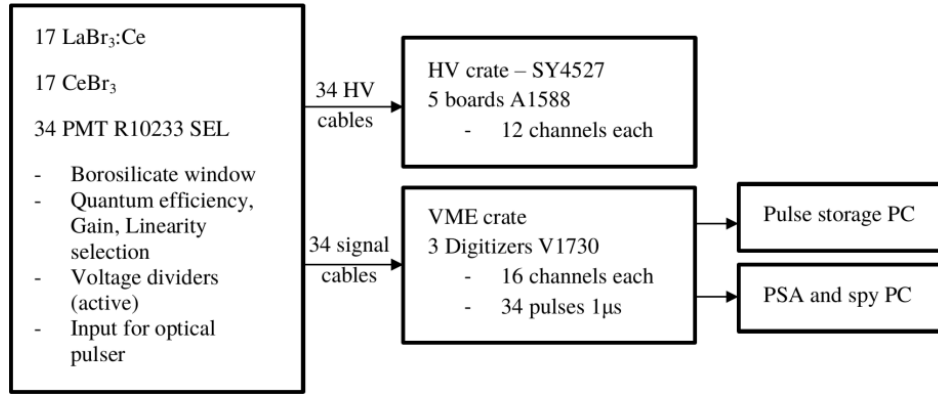 17 LaBr₃:Ce
17 CeBr₃
34 PMT R10233 SEL
- Borosilicate window
- Quantum efficiency,
Gain, Linearity
selection
- Voltage dividers
(active)
- Input for optical
pulser
34 HV
cables
HV crate – SY4527
5 boards A1588
- 12 channels each
34 signal
cables
VME crate
3 Digitizers V1730
- 16 channels each
- 34 pulses 1μs
Pulse storage PC
PSA and spy PC